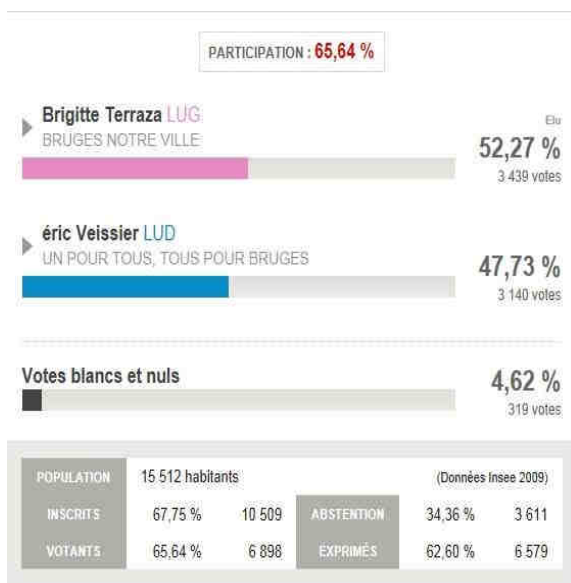 PARTICIPATION : 65,64 %
Brigitte Terraza LUG
BRUGES NOTRE VILLE
Elu
52,27 %
3 439 votes
éric Veissier LUD
UN POUR TOUS, TOUS POUR BRUGES
47,73 %
3 140 votes
Votes blancs et nuls
4,62 %
319 votes
POPULATION 15 512 habitants (Données Insee 2009)
INSCRITS 67,75 % 10 509 ABSTENTION 34,36 % 3 611
VOTANTS 65,64 % 6 898 EXPRIMÉS 62,60 % 6 579